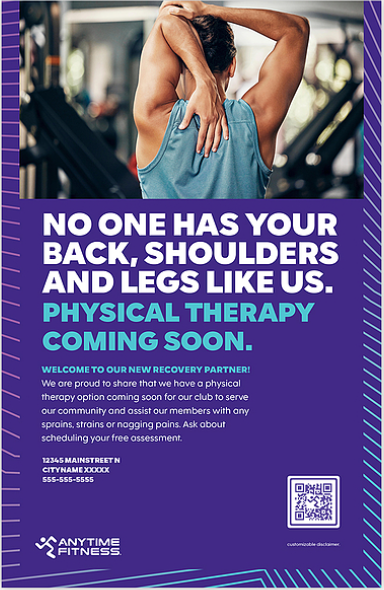 NO ONE HAS YOUR
BACK, SHOULDERS
AND LEGS LIKE US.
PHYSICAL THERAPY
COMING SOON.
WELCOME TO OUR NEW RECOVERY PARTNER!
We are proud to share that we have a physical
therapy option coming soon for our club to serve
our community and assist our members with any
sprains, strains or nagging pains. Ask about
scheduling your free assessment.
12345 MAINSTREET N
CITYNAME XXXXX
555-555-5555
customizable disclaimer.
ANYTIME
FITNESS.